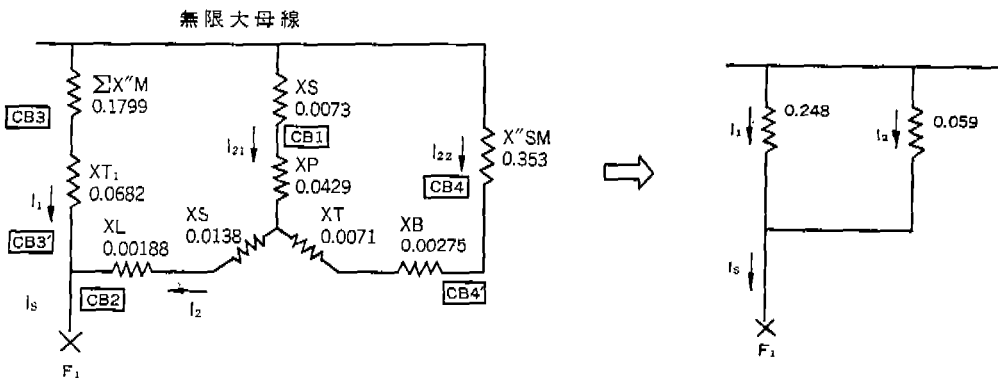 無限大母線
ΣX"M
0.1799
CB3
XT₁
0.0682
I₁
CB3'
XL
0.00188
XS
0.0138
CB2
I₂
Iₛ
F₁
XS
0.0073
CB1
I₂₁
XP
0.0429
XT
0.0071
XB
0.00275
I₂₂
CB4
X"SM
0.353
CB4'
I₁
0.248
I₂
0.059
Iₛ
F₁